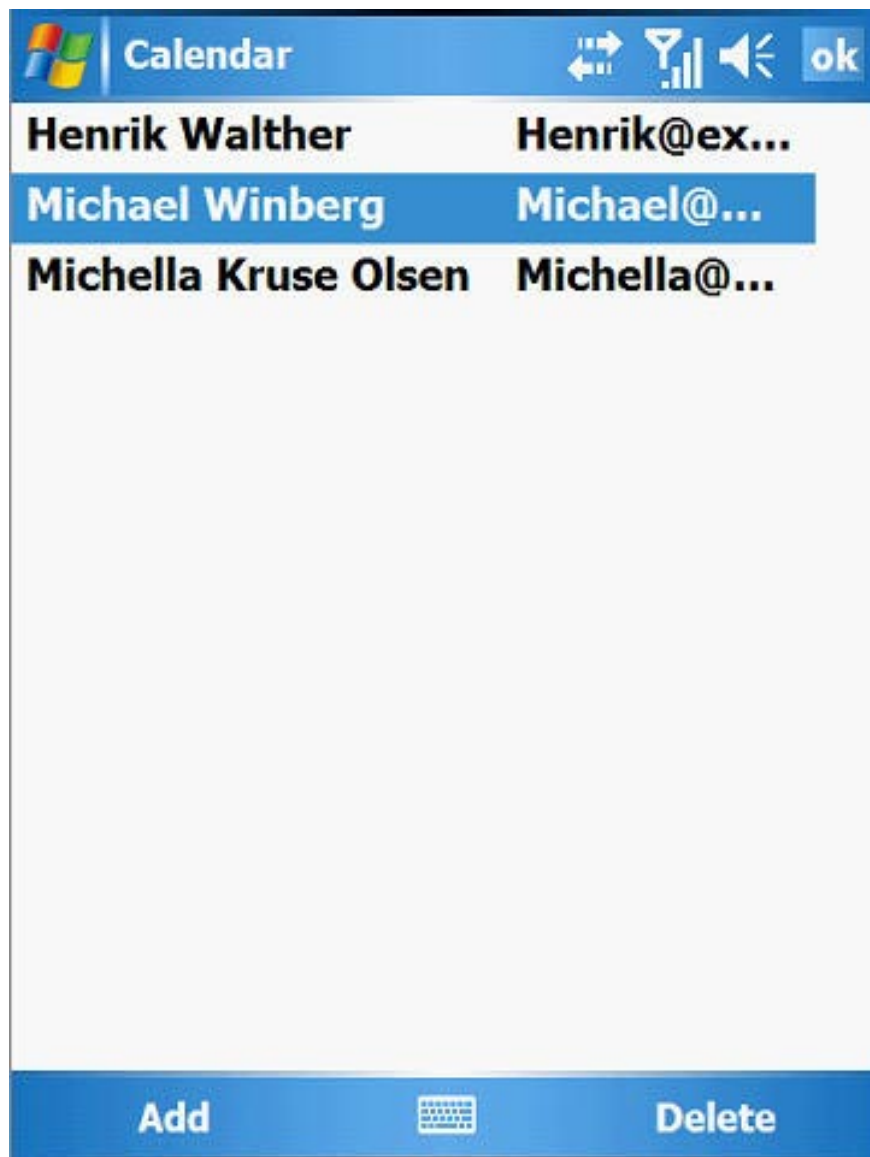 Calendar ok
Henrik Walther Henrik@ex...
Michael Winberg Michael@...
Michella Kruse Olsen Michella@...
Add Delete